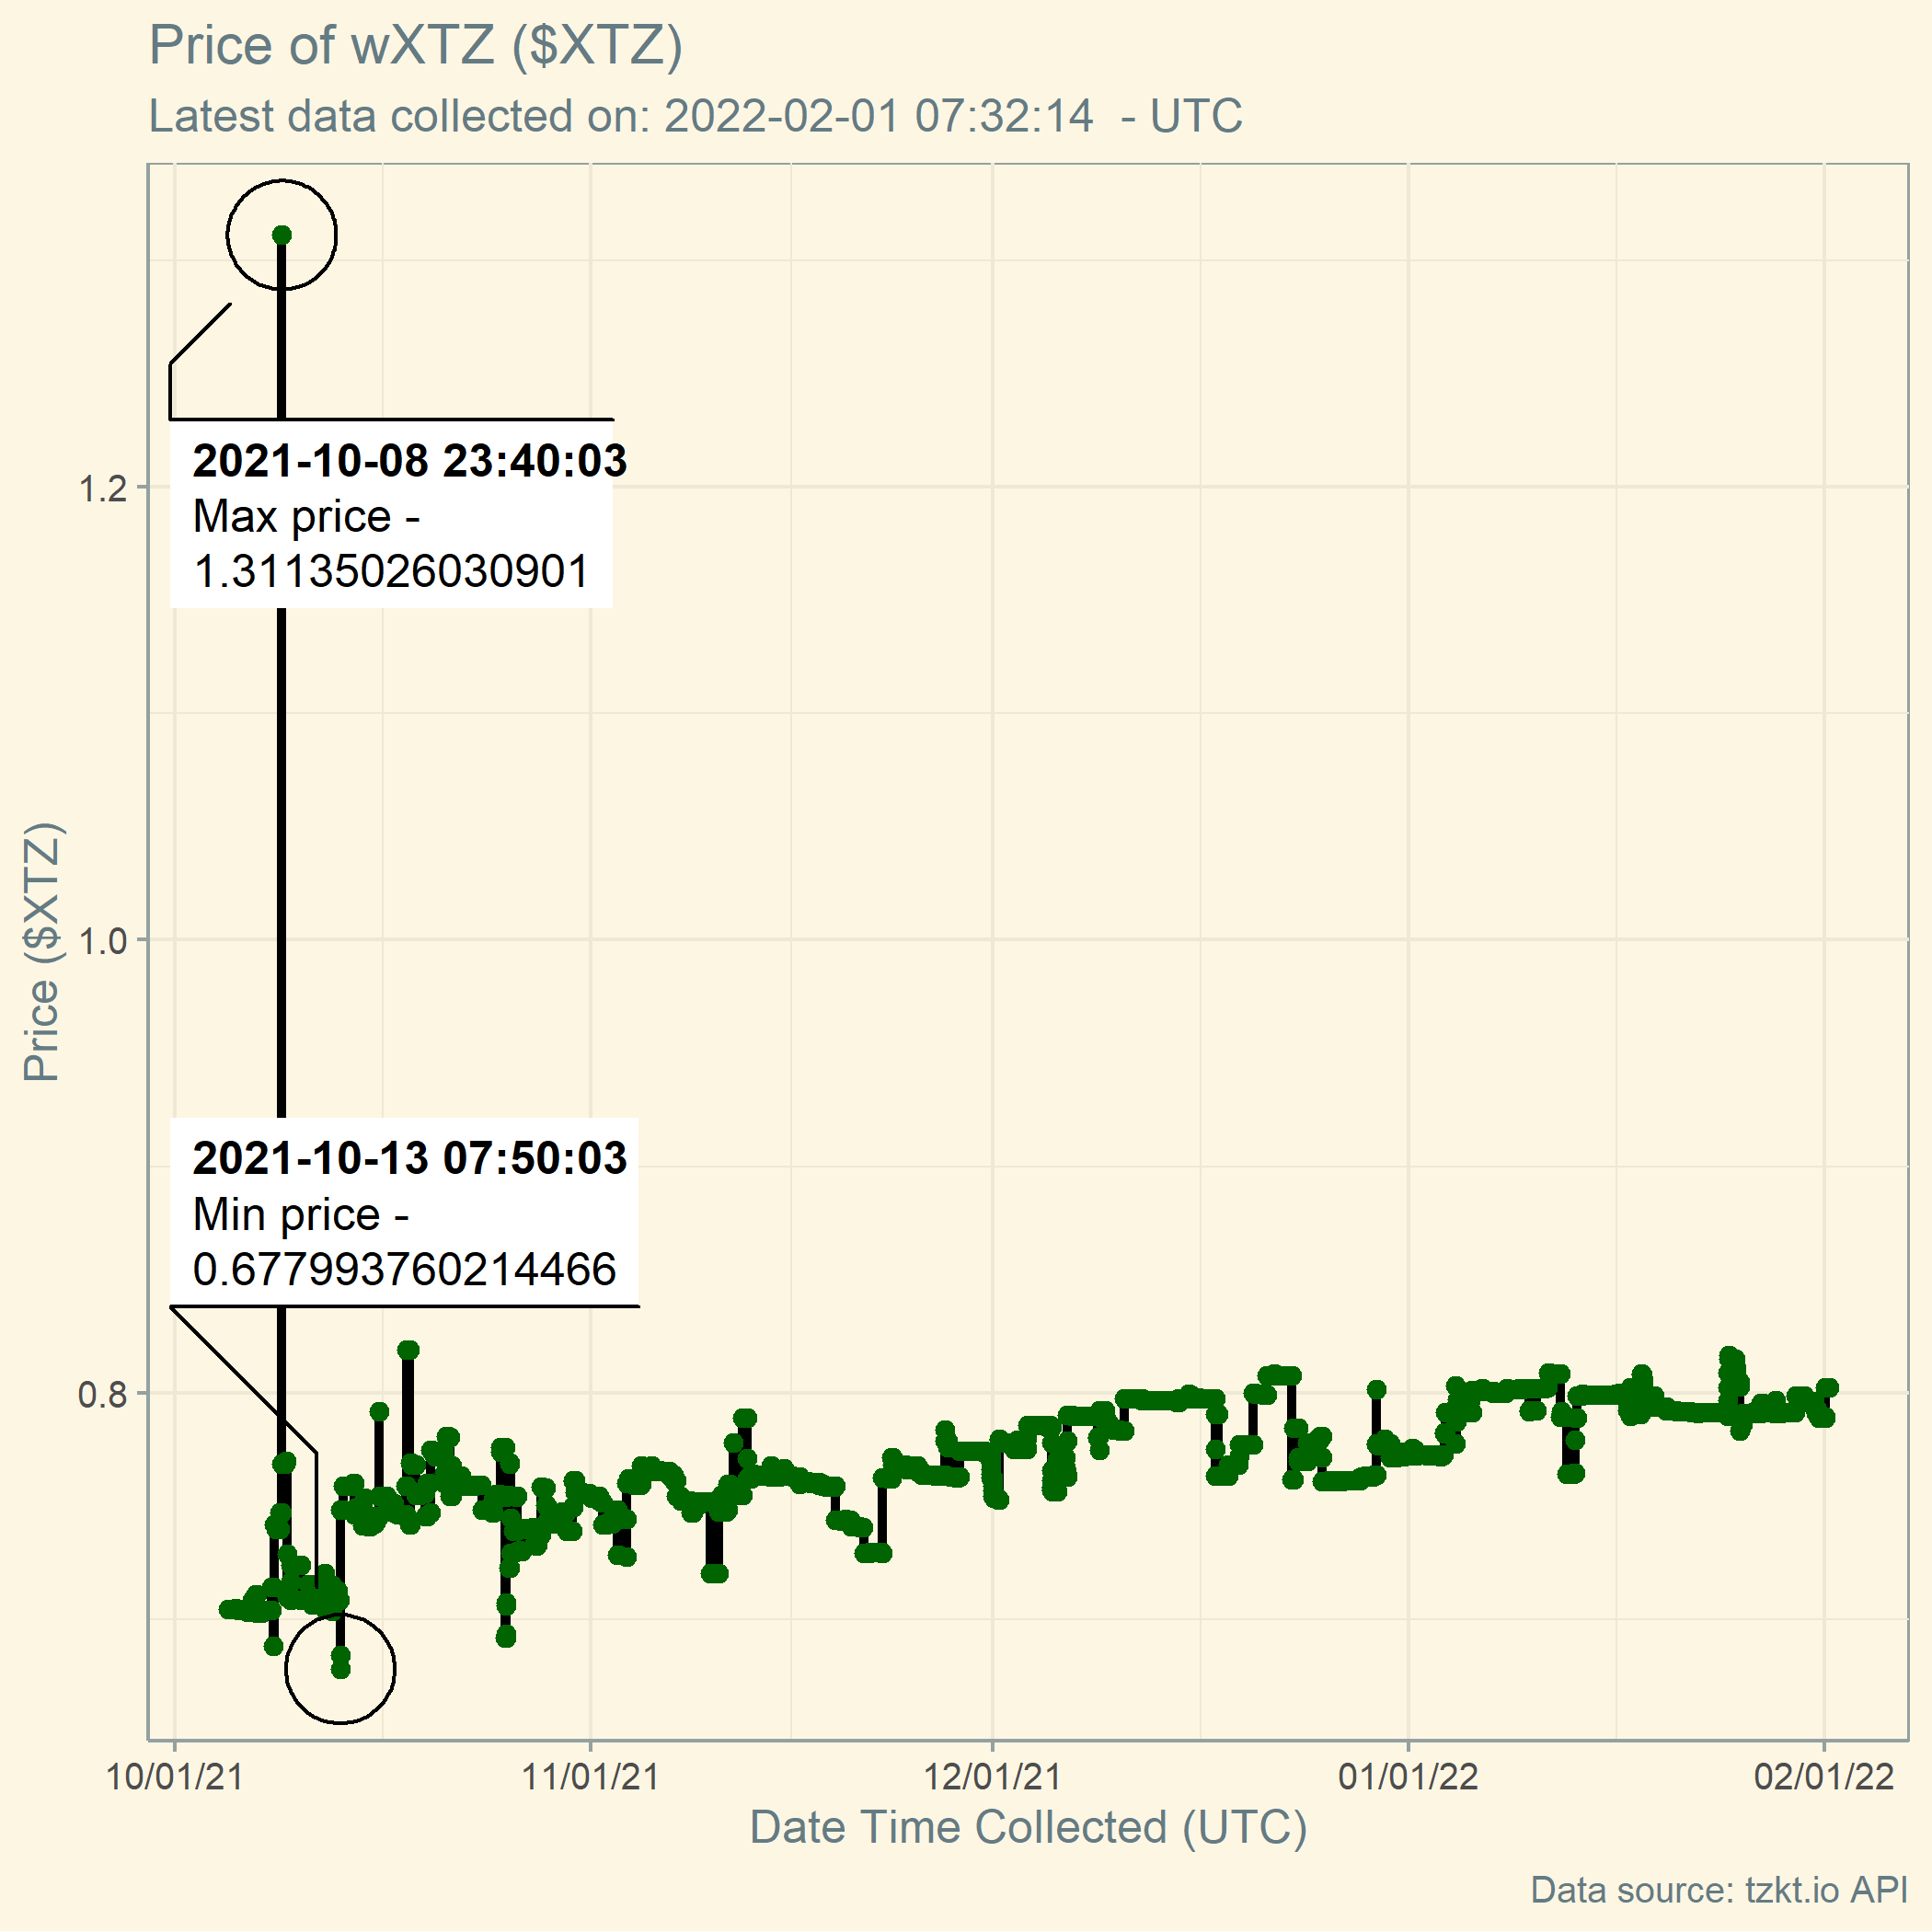 Price of wXTZ ($XTZ)
Latest data collected on: 2022-02-01 07:32:14  - UTC
2021-10-08 23:40:03
Max price -
1.31135026030901
2021-10-13 07:50:03
Min price -
0.677993760214466
Price ($XTZ)
1.2
1.0
0.8
10/01/21 11/01/21 12/01/21 01/01/22 02/01/22
Date Time Collected (UTC)
Data source: tzkt.io API